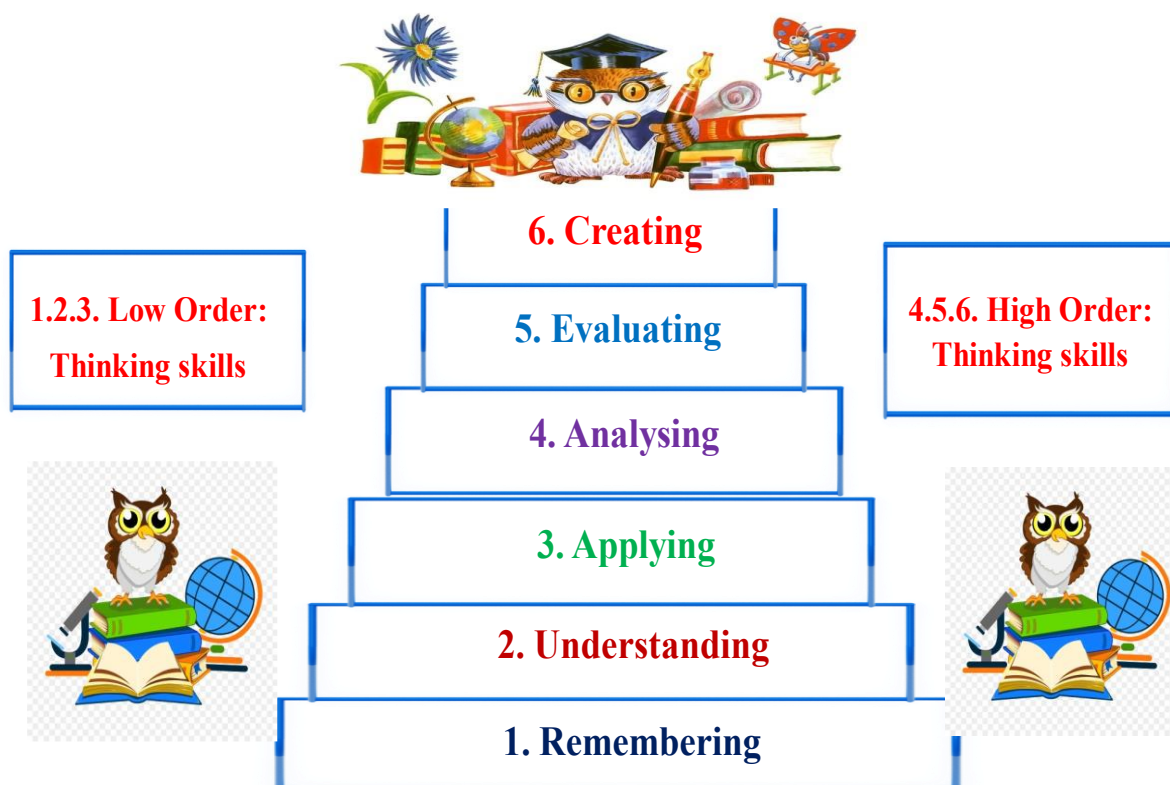 6. Creating
1.2.3. Low Order:
Thinking skills
5. Evaluating
4.5.6. High Order:
Thinking skills
4. Analysing
3. Applying
2. Understanding
1. Remembering